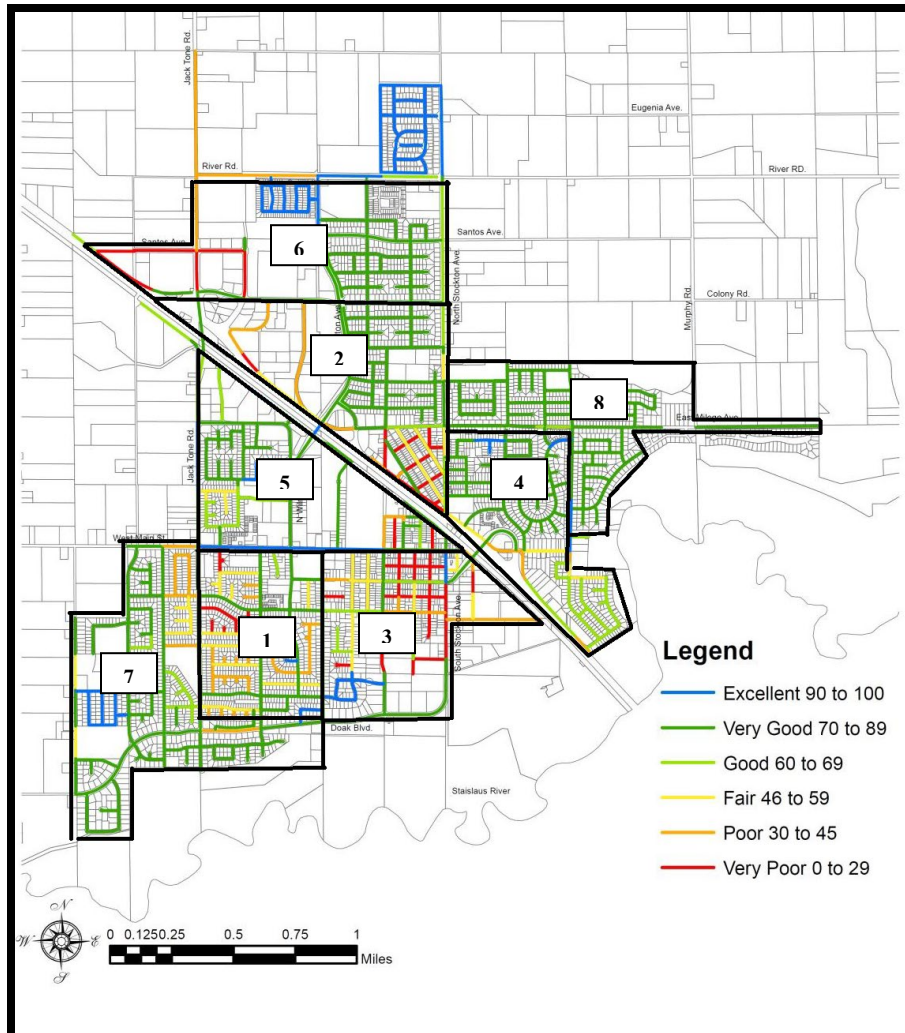 Jack Tone Rd.
Eugenia Ave.
River Rd.
River RD.
Santos Ave.
Santos Ave.
6
North Stockton Ave.
Murphy Rd.
Colony Rd.
2
8
Jack Tone Rd.
5
4
West Main St.
1
3
South Stockton Ave.
7
Doak Blvd.
Staislaus River
Legend
Excellent 90 to 100
Very Good 70 to 89
Good 60 to 69
Fair 46 to 59
Poor 30 to 45
Very Poor 0 to 29
N
W
E
S
0 0.1250.25 0.5 0.75 1
Miles